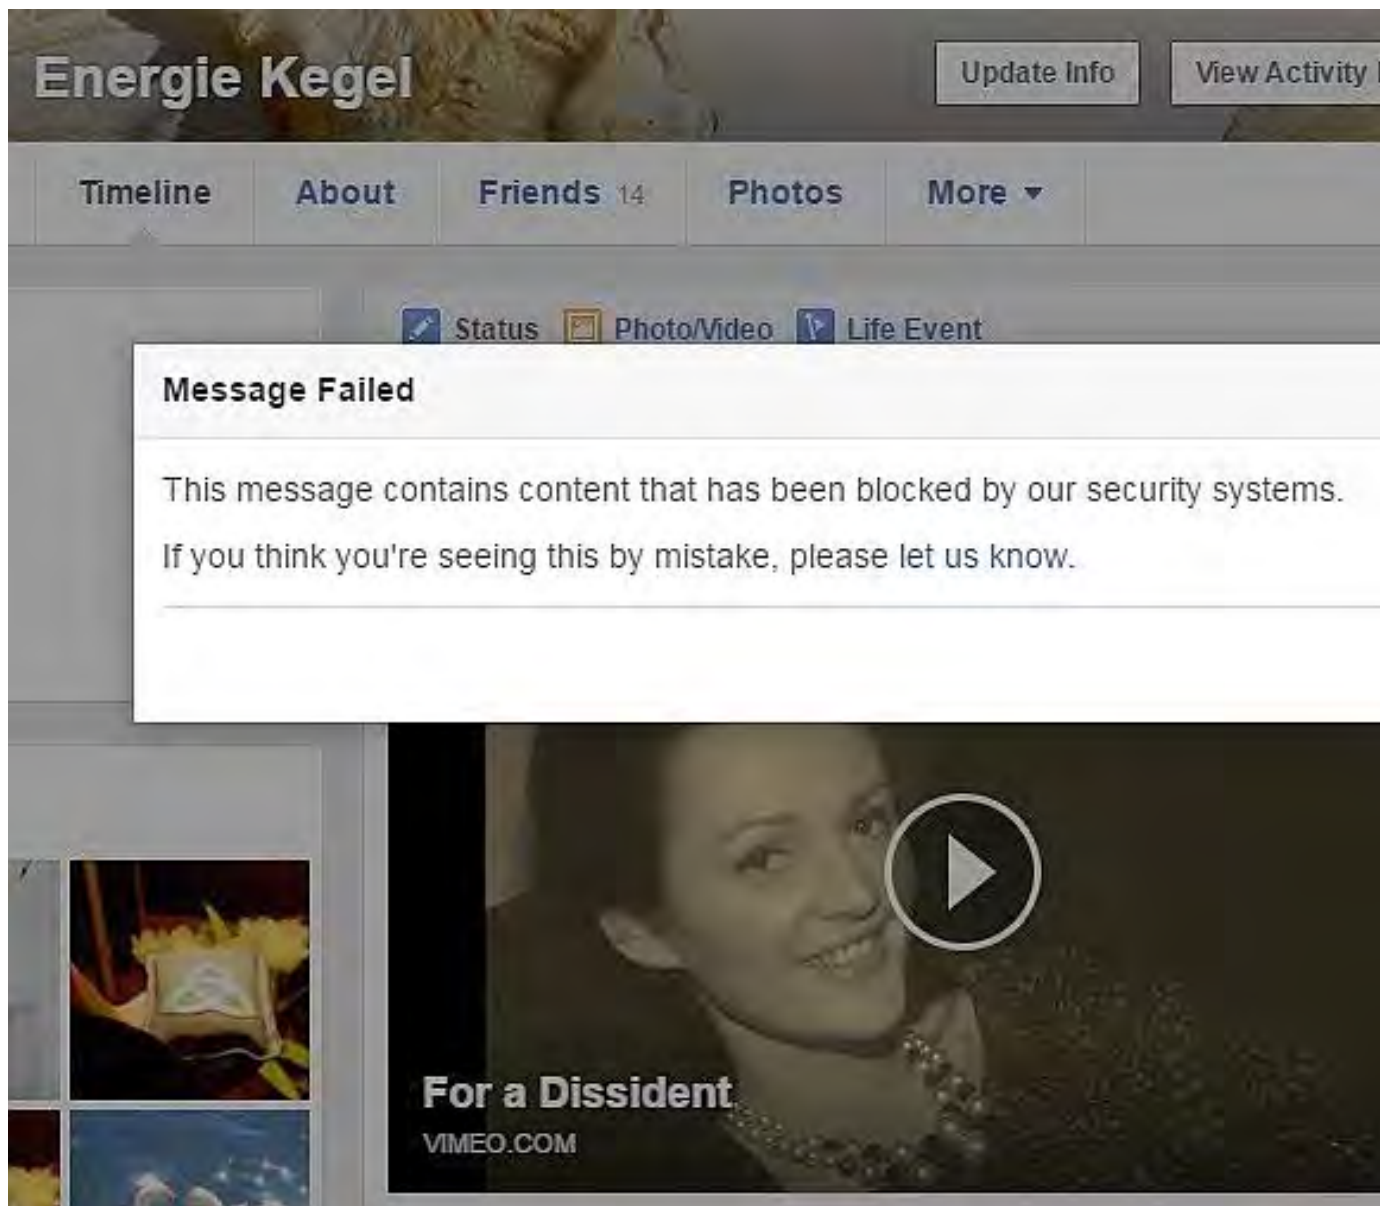 Energie Kegel
Update Info
View Activity
Timeline
About
Friends 14
Photos
More
Status
Photo/Video
Life Event
Message Failed
This message contains content that has been blocked by our security systems.
If you think you're seeing this by mistake, please let us know.
For a Dissident
VIMEO.COM